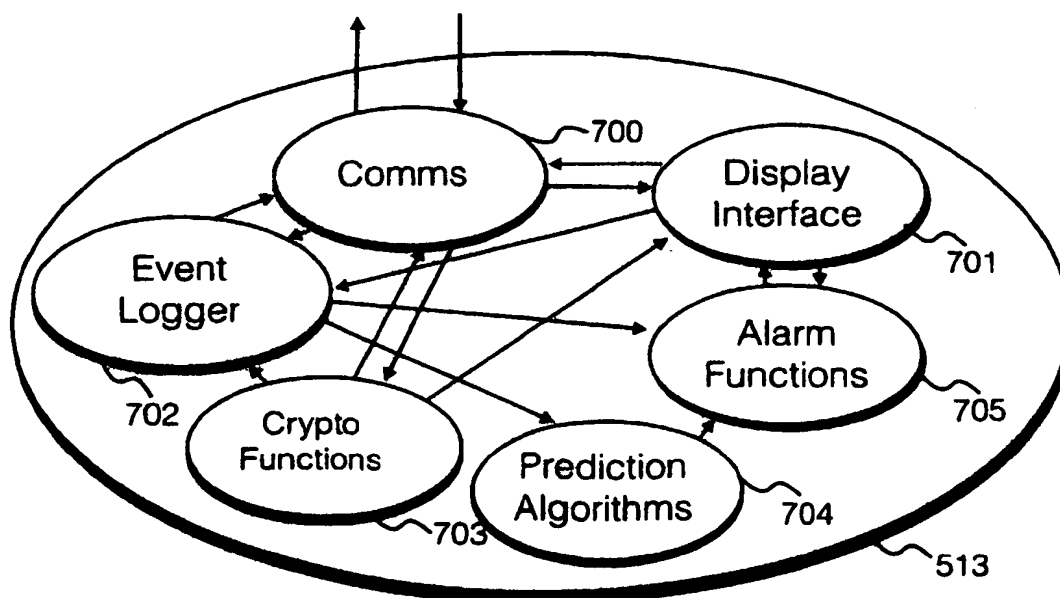 Comms
700
Display
Interface
701
Event
Logger
702
Alarm
Functions
705
Crypto
Functions
703
Prediction
Algorithms
704
513